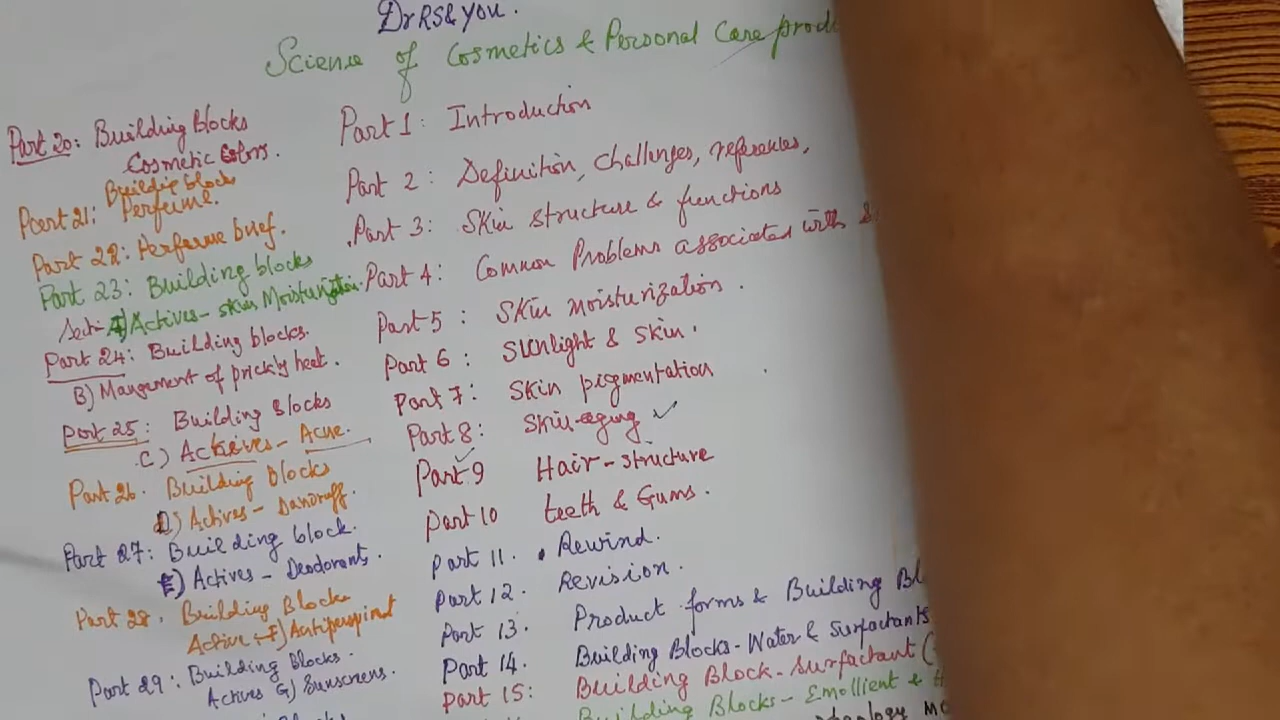 Dr RS & YOU.
Science of Cosmetics & Personal Care prod
Part 20: Building Blocks
Cosmetic Colors.
Part 21: Building blocks
Perfume.
Part 22: Perfume brief.
Part 23: Building blocks
Actives - Skin Moisturization
Part 24: Building blocks.
B) Mangement of prickly heat.
Part 25: Building Blocks
C) Actives - Acne.
Part 26. Building Blocks
D) Actives - Dandruff.
Part 27: Building block.
E) Actives - Deodorants.
Part 28. Building Blocks
Active - F) Antiperspirant
Part 29: Building Blocks.
Actives G) Sunscreens.
Part 1: Introduction
Part 2: Definition, challenges, references,
Part 3: Skin structure & functions
Part 4: Common Problems associated with
Part 5: Skin moisturization.
Part 6: Sunlight & Skin.
Part 7: Skin pigmentation
Part 8: Skin-aging ✓
Part 9 Hair-structure
Part 10 teeth & Gums.
Part 11. Rewind.
Part 12. Revision.
Part 13. Product forms & Building Bl
Part 14. Building Blocks - Water & Surfactants
Part 15: Building Block - Surfactant (
Building Blocks - Emollient &